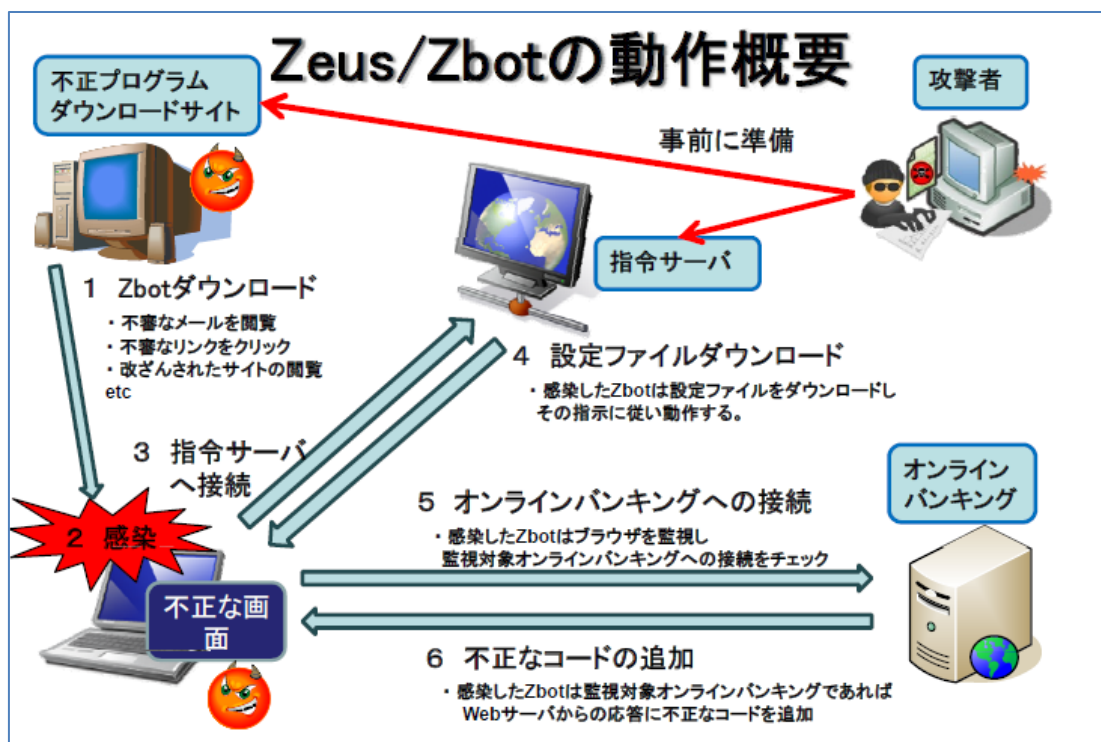 Zeus/Zbotの動作概要
不正プログラム
ダウンロードサイト
攻撃者
事前に準備
指令サーバ
1 Zbotダウンロード
・不審なメールを閲覧
・不審なリンクをクリック
・改ざんされたサイトの閲覧
etc
4 設定ファイルダウンロード
・感染したZbotは設定ファイルをダウンロードし
その指示に従い動作する。
3 指令サーバ
へ接続
オンライン
バンキング
5 オンラインバンキングへの接続
・感染したZbotはブラウザを監視し
監視対象オンラインバンキングへの接続をチェック
2 感染
不正な画
面
6 不正なコードの追加
・感染したZbotは監視対象オンラインバンキングであれば
Webサーバからの応答に不正なコードを追加